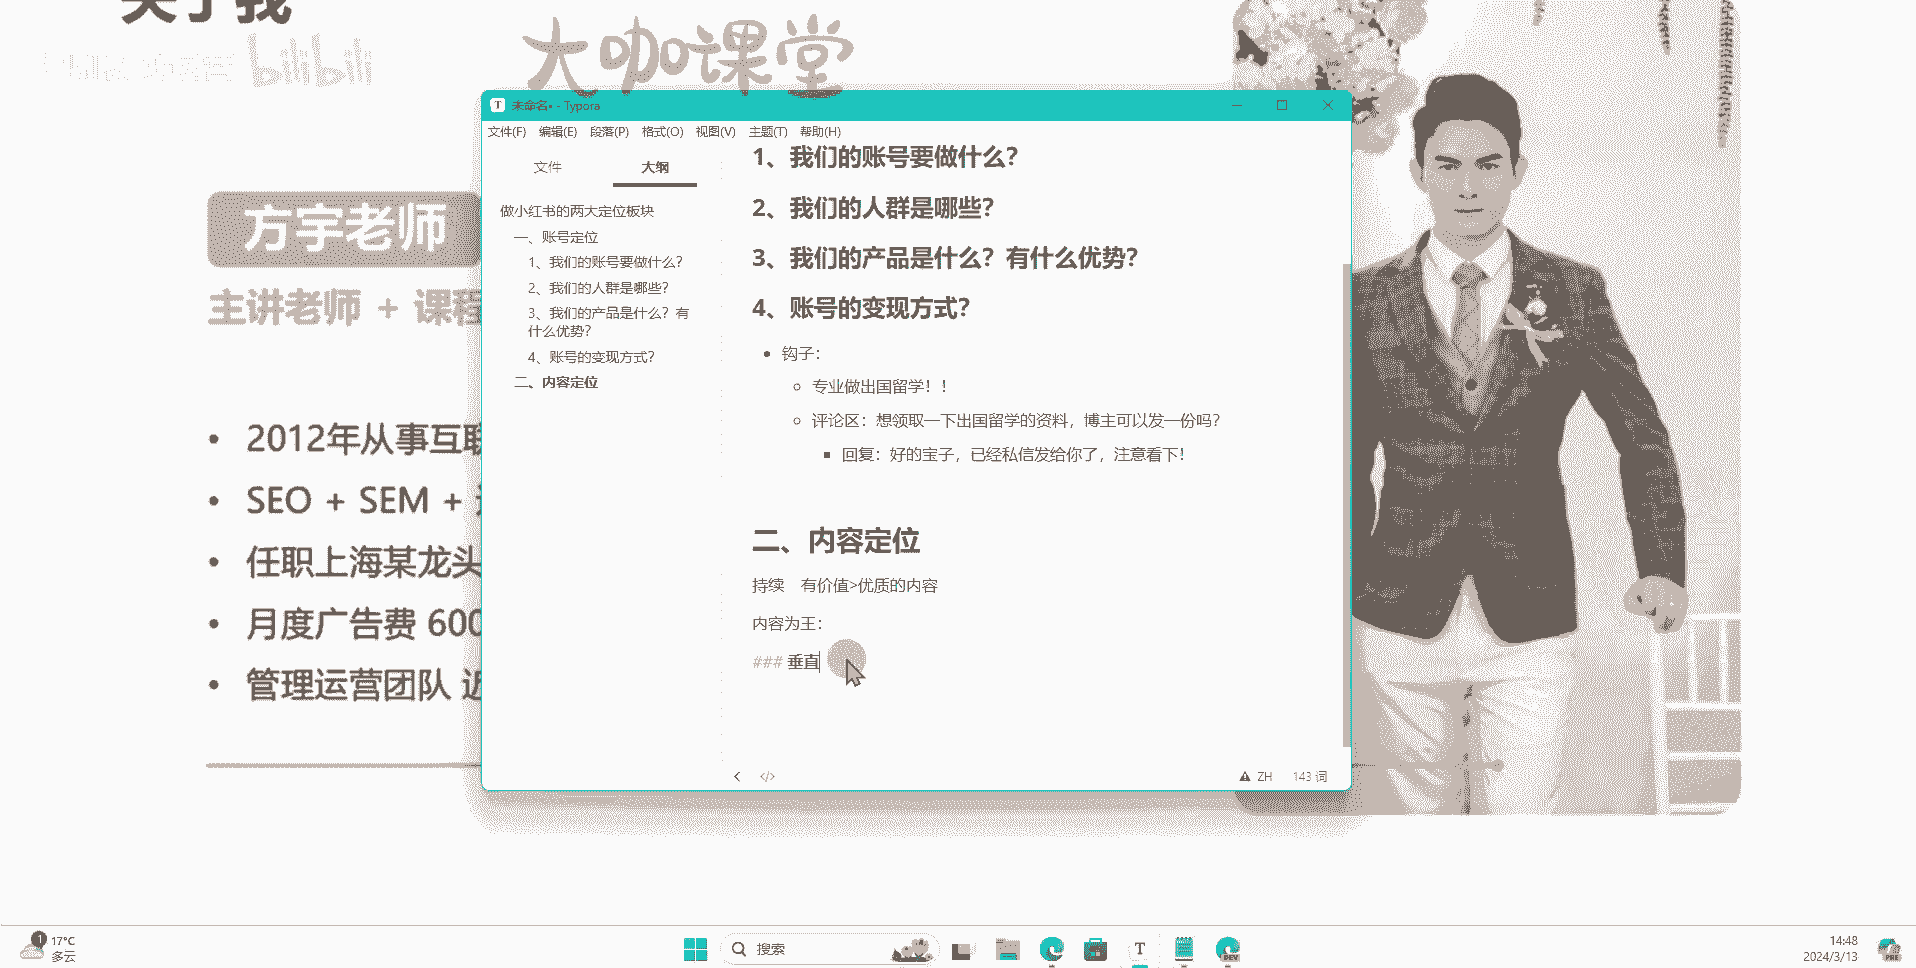 关于我
bilibili
大咖课堂
方宇老师
主讲老师 + 课程
2012年从事互联
SEO + SEM +
任职上海某龙头
月度广告费 600
管理运营团队 近
T 未命名• - Typora
文件(F) 编辑(E) 段落(P) 格式(O) 视图(V) 主题(T) 帮助(H)
文件 大纲
做小红书的两大定位板块
一、账号定位
1、我们的账号要做什么？
2、我们的人群是哪些？
3、我们的产品是什么？有
什么优势？
4、账号的变现方式？
二、内容定位
1、我们的账号要做什么？
2、我们的人群是哪些？
3、我们的产品是什么？有什么优势？
4、账号的变现方式？
钩子：
专业做出国留学！！
评论区：想领取一下出国留学的资料，博主可以发一份吗？
回复：好的宝子，已经私信发给你了，注意看下！
二、内容定位
持续 有价值>优质的内容
内容为王：
### 垂直
</> ZH 143 词
1 17°C
多云
搜索
T
DEV
14:48
2024/3/13
PRE